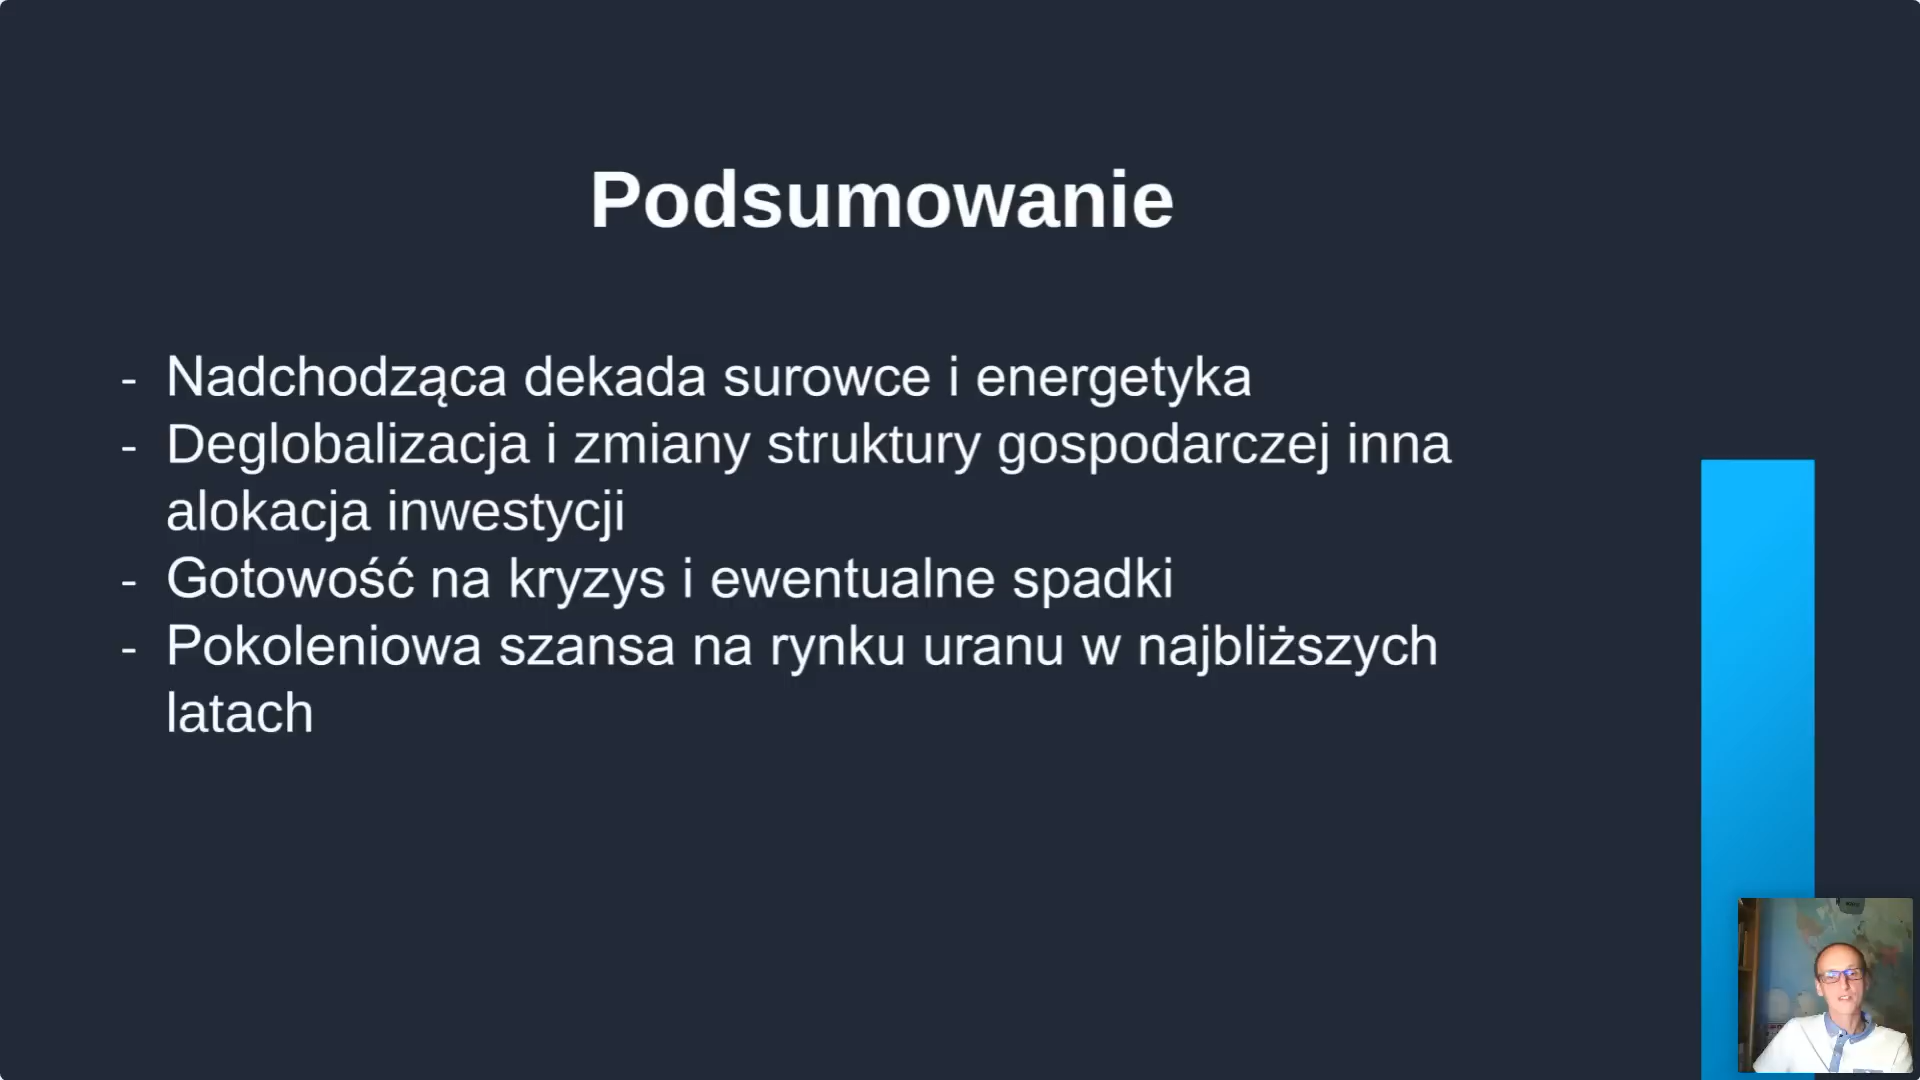 Podsumowanie
- Nadchodząca dekada surowce i energetyka
- Deglobalizacja i zmiany struktury gospodarczej inna
alokacja inwestycji
- Gotowość na kryzys i ewentualne spadki
- Pokoleniowa szansa na rynku uranu w najbliższych
latach